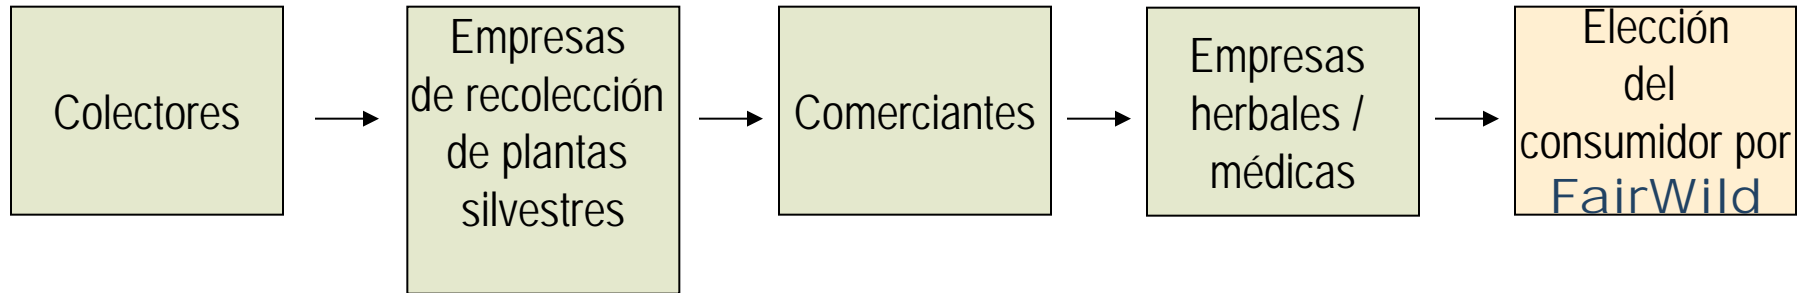 Colectores
Empresas
de recolección
de plantas
silvestres
Comerciantes
Empresas
herbales /
médicas
Elección
del
consumidor por
FairWild